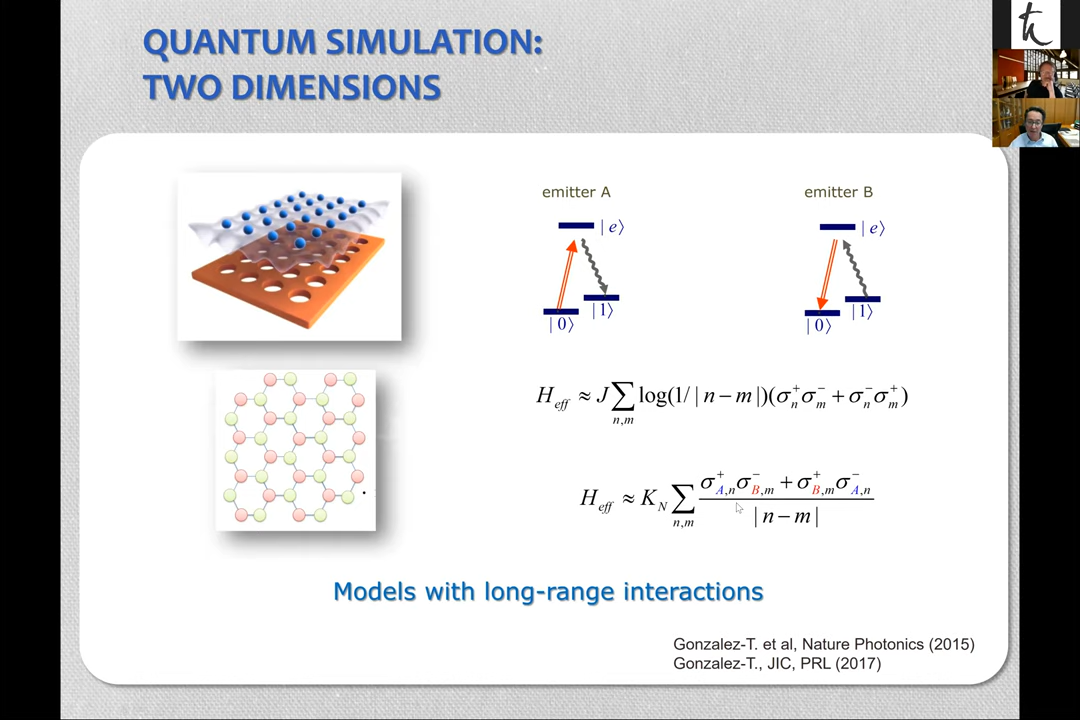 QUANTUM SIMULATION:
TWO DIMENSIONS
emitter A
emitter B
| e⟩
| e⟩
| 0⟩
| 1⟩
| 0⟩
| 1⟩
H_eff ≈ J ∑_{n,m} log(1/ | n − m |)(σ_n^+ σ_m^- + σ_n^- σ_m^+)
H_eff ≈ K_N ∑_{n,m} (σ_{A,n}^+ σ_{B,m}^- + σ_{B,m}^+ σ_{A,n}^-) / | n − m |
Models with long-range interactions
Gonzalez-T. et al, Nature Photonics (2015)
Gonzalez-T., JIC, PRL (2017)